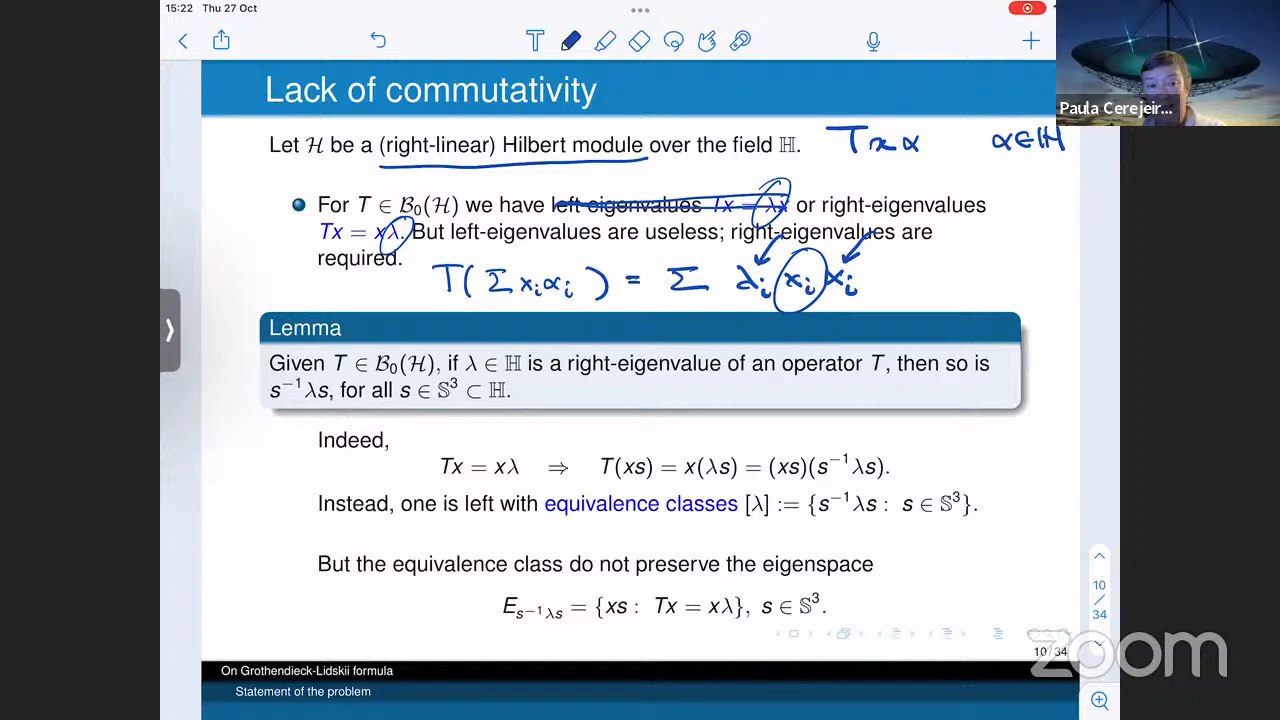 15:22 Thu 27 Oct
Paula Cerejeir...
Lack of commutativity
Let ℋ be a (right-linear) Hilbert module over the field ℍ. Txα α∈ℍ
For T ∈ ℬ₀(ℋ) we have left-eigenvalues Tx = λx or right-eigenvalues
Tx = xλ. But left-eigenvalues are useless; right-eigenvalues are
required.
T( Σ xᵢαᵢ ) = Σ λᵢ xᵢ αᵢ
Lemma
Given T ∈ ℬ₀(ℋ), if λ ∈ ℍ is a right-eigenvalue of an operator T, then so is
s⁻¹λs, for all s ∈ 𝕊³ ⊂ ℍ.
Indeed,
Tx = xλ ⇒ T(xs) = x(λs) = (xs)(s⁻¹λs).
Instead, one is left with equivalence classes [λ] := {s⁻¹λs : s ∈ 𝕊³}.
But the equivalence class do not preserve the eigenspace
E_{s⁻¹λs} = {xs : Tx = xλ}, s ∈ 𝕊³.
10
/
34
10/34
zoom
On Grothendieck-Lidskii formula
Statement of the problem